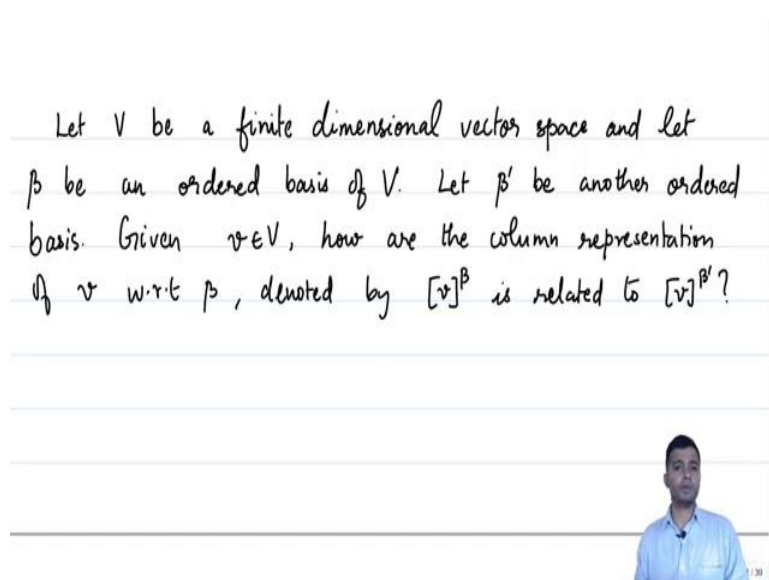 Let V be a finite dimensional vector space and let
β be an ordered basis of V. Let β' be another ordered
basis. Given v ∈ V, how are the column representation
of v w.r.t β, denoted by [v]^β is related to [v]^β'?